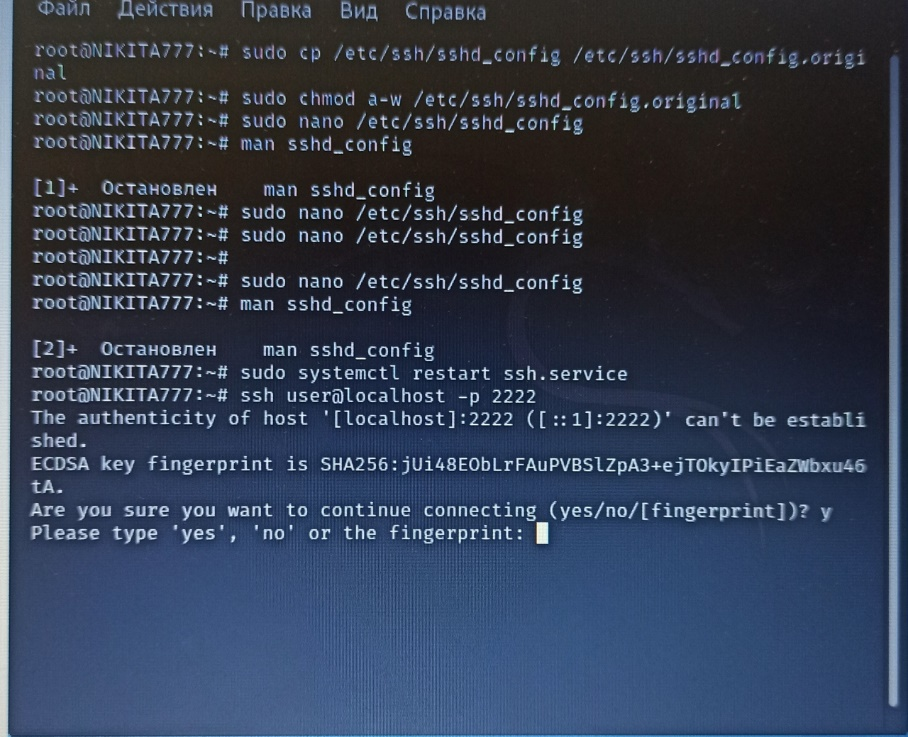 Файл Действия Правка Вид Справка
root@NIKITA777:~# sudo cp /etc/ssh/sshd_config /etc/ssh/sshd_config.origi
nal
root@NIKITA777:~# sudo chmod a-w /etc/ssh/sshd_config.original
root@NIKITA777:~# sudo nano /etc/ssh/sshd_config
root@NIKITA777:~# man sshd_config
[1]+ Остановлен man sshd_config
root@NIKITA777:~# sudo nano /etc/ssh/sshd_config
root@NIKITA777:~# sudo nano /etc/ssh/sshd_config
root@NIKITA777:~#
root@NIKITA777:~# sudo nano /etc/ssh/sshd_config
root@NIKITA777:~# man sshd_config
[2]+ Остановлен man sshd_config
root@NIKITA777:~# sudo systemctl restart ssh.service
root@NIKITA777:~# ssh user@localhost -p 2222
The authenticity of host '[localhost]:2222 ([::1]:2222)' can't be establi
shed.
ECDSA key fingerprint is SHA256:jUi48EObLrFAuPVBSlZpA3+ejTOkyIPiEaZWbxu46
tA.
Are you sure you want to continue connecting (yes/no/[fingerprint])? y
Please type 'yes', 'no' or the fingerprint: